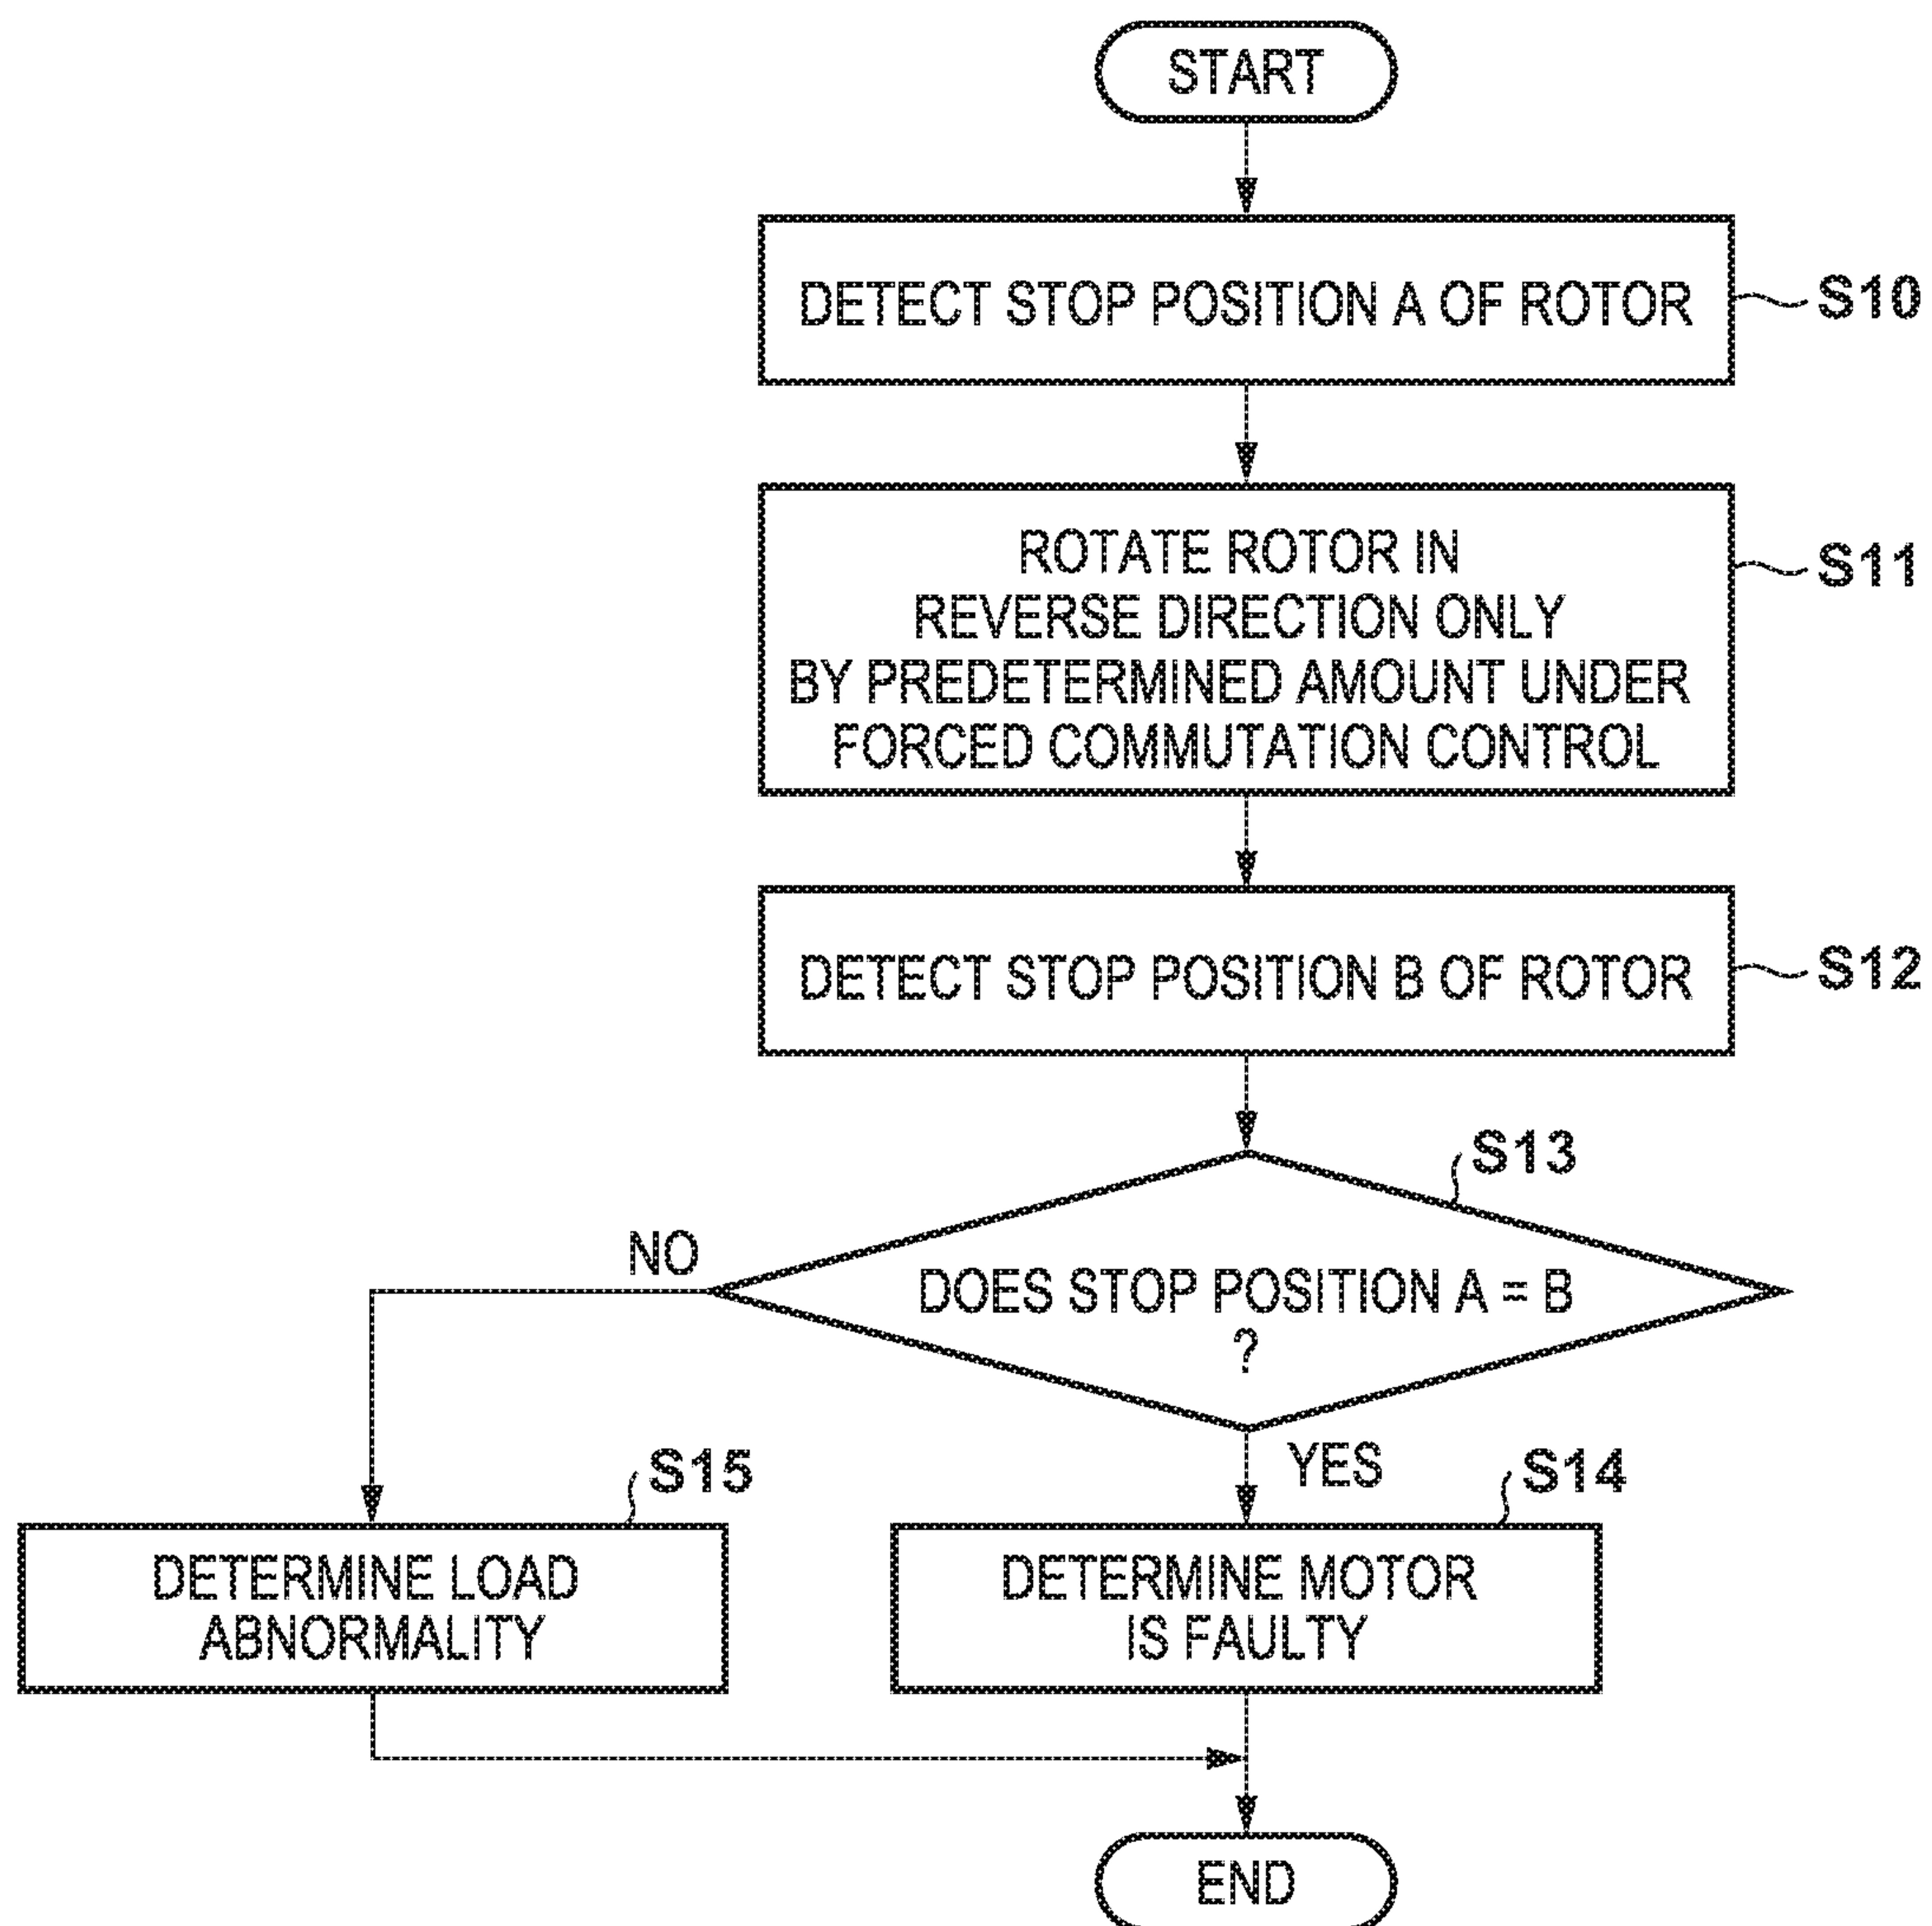 START
DETECT STOP POSITION A OF ROTOR
S10
ROTATE ROTOR IN
REVERSE DIRECTION ONLY
BY PREDETERMINED AMOUNT UNDER
FORCED COMMUTATION CONTROL
S11
DETECT STOP POSITION B OF ROTOR
S12
S13
NO
DOES STOP POSITION A = B
?
YES
S15
S14
DETERMINE LOAD
ABNORMALITY
DETERMINE MOTOR
IS FAULTY
END